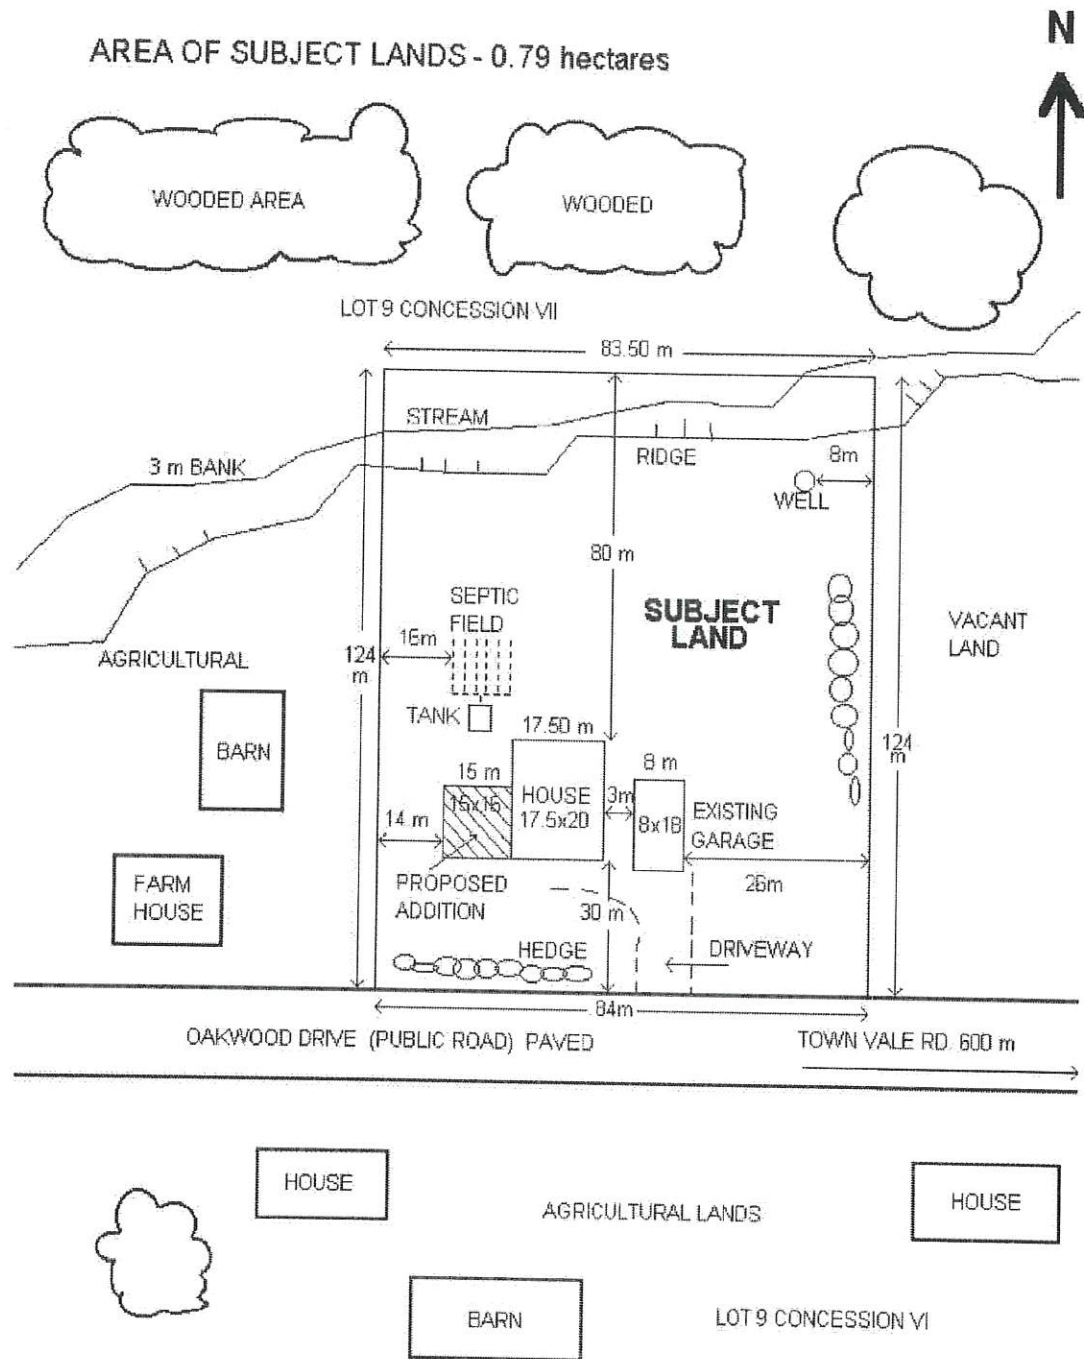 N
AREA OF SUBJECT LANDS - 0.79 hectares
WOODED AREA
WOODED
LOT 9 CONCESSION VII
83.50 m
STREAM
RIDGE
3 m BANK
8m
WELL
80 m
SEPTIC
FIELD
SUBJECT
LAND
VACANT
LAND
16m
124
m
AGRICULTURAL
TANK
17.50 m
124
m
BARN
15 m
8 m
HOUSE
17.5x20
15x15
3m
8x18
EXISTING
GARAGE
14 m
26m
FARM
HOUSE
PROPOSED
ADDITION
30 m
HEDGE
DRIVEWAY
84m
OAKWOOD DRIVE (PUBLIC ROAD) PAVED
TOWN VALE RD. 600 m
HOUSE
AGRICULTURAL LANDS
HOUSE
BARN
LOT 9 CONCESSION VI